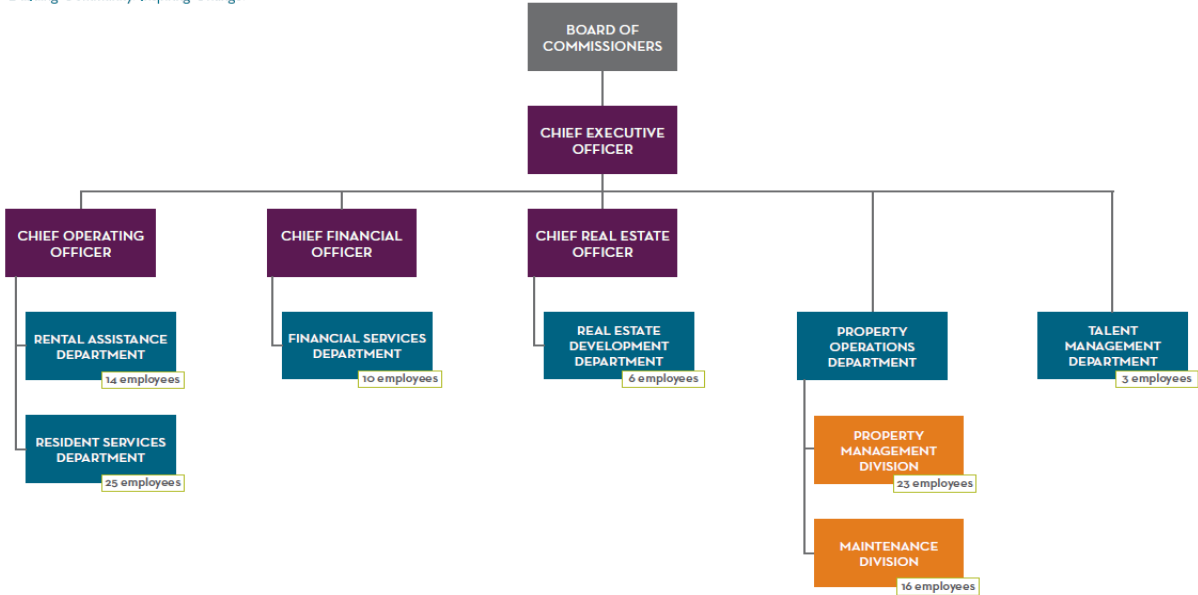 BOARD OF
COMMISSIONERS
CHIEF EXECUTIVE
OFFICER
CHIEF OPERATING
OFFICER
CHIEF FINANCIAL
OFFICER
CHIEF REAL ESTATE
OFFICER
RENTAL ASSISTANCE
DEPARTMENT
14 employees
FINANCIAL SERVICES
DEPARTMENT
10 employees
REAL ESTATE
DEVELOPMENT
DEPARTMENT
6 employees
PROPERTY
OPERATIONS
DEPARTMENT
TALENT
MANAGEMENT
DEPARTMENT
3 employees
RESIDENT SERVICES
DEPARTMENT
25 employees
PROPERTY
MANAGEMENT
DIVISION
23 employees
MAINTENANCE
DIVISION
16 employees